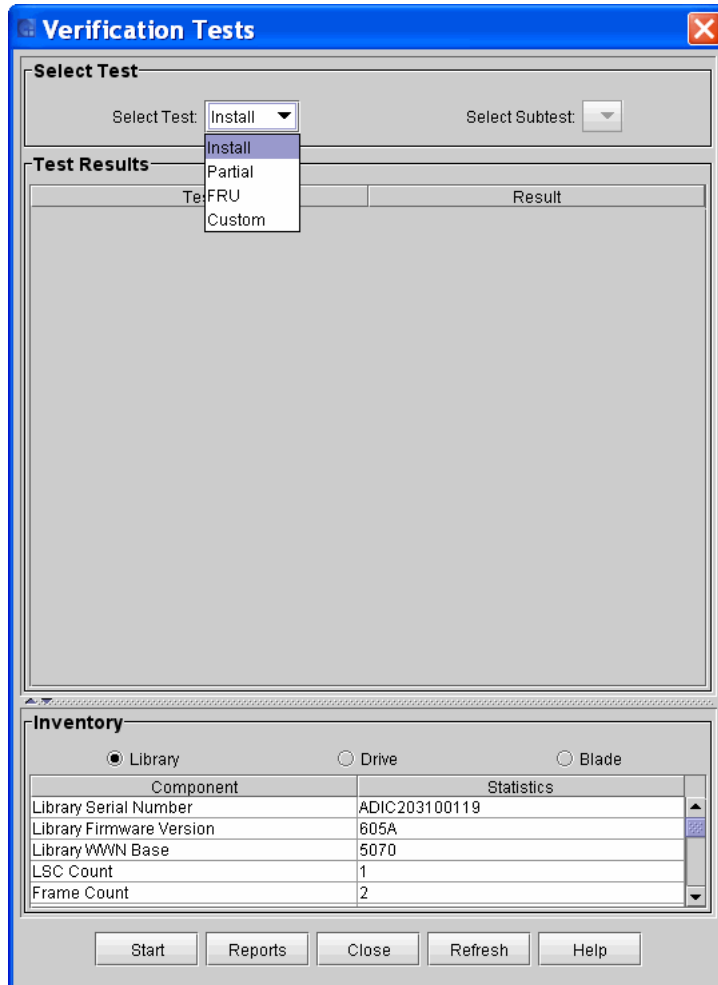 Verification Tests
Select Test
Select Test: Install
Select Subtest:
Install
Partial
FRU
Custom
Test Results
Te
Result
Inventory
Library
Drive
Blade
Component Statistics
Library Serial Number ADIC203100119
Library Firmware Version 605A
Library WWN Base 5070
LSC Count 1
Frame Count 2
Start Reports Close Refresh Help